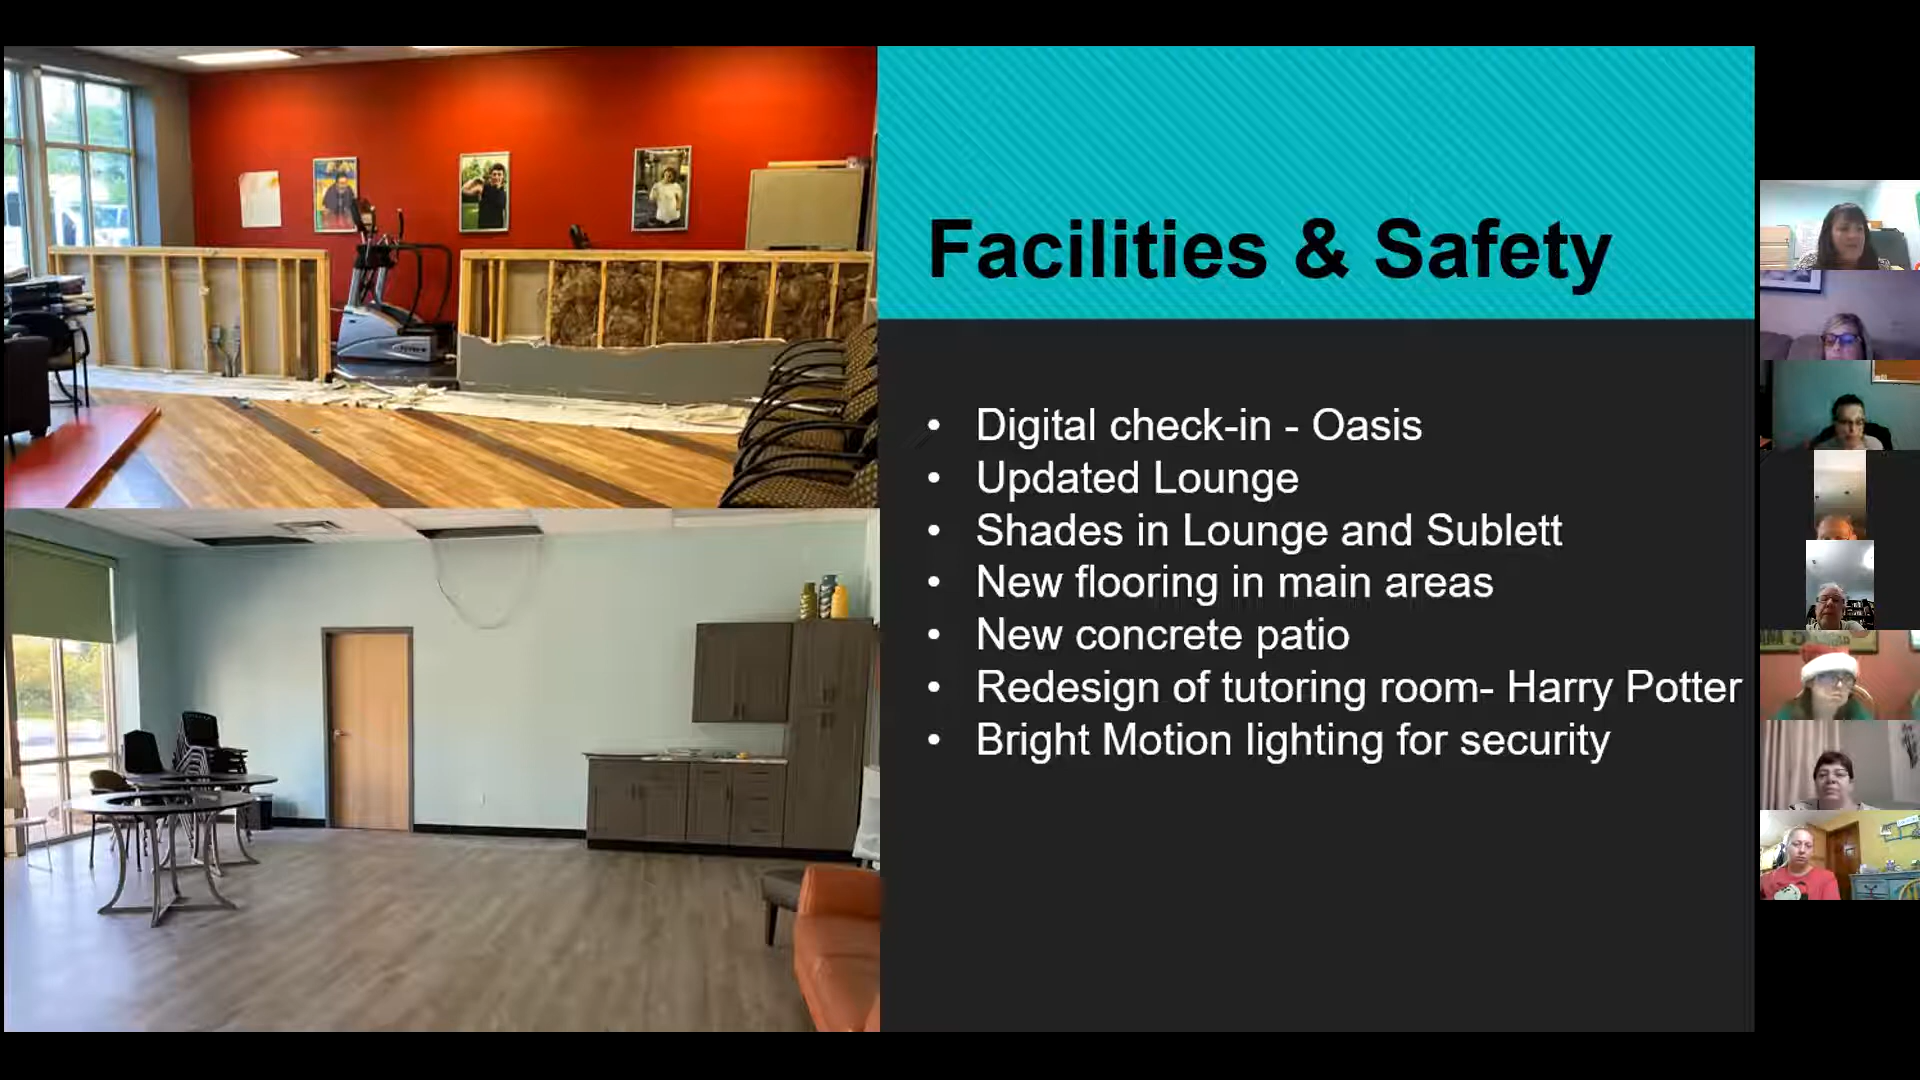 Facilities & Safety
• Digital check-in - Oasis
• Updated Lounge
• Shades in Lounge and Sublett
• New flooring in main areas
• New concrete patio
• Redesign of tutoring room- Harry Potter
• Bright Motion lighting for security